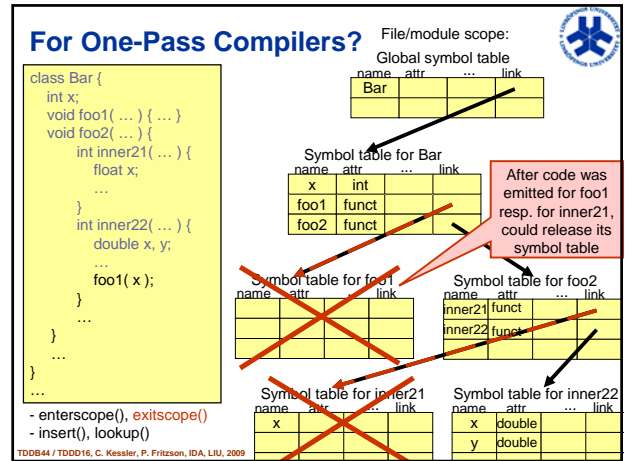 For One-Pass Compilers?
File/module scope:
Global symbol table
name attr ... link
Bar
class Bar {
int x;
void foo1( … ) { … }
void foo2( … ) {
int inner21( … ) {
float x;
…
}
int inner22( … ) {
double x, y;
…
foo1( x );
}
…
}
…
}
…
- enterscope(), exitscope()
- insert(), lookup()
Symbol table for Bar
name attr ... link
x int
foo1 funct
foo2 funct
After code was
emitted for foo1
resp. for inner21,
could release its
symbol table
Symbol table for foo1
name attr ... link
Symbol table for foo2
name attr ... link
inner21 funct
inner22 funct
Symbol table for inner21
name attr ... link
x
Symbol table for inner22
name attr ... link
x double
y double
TDDB44 / TDDD16, C. Kessler, P. Fritzson, IDA, LIU, 2009